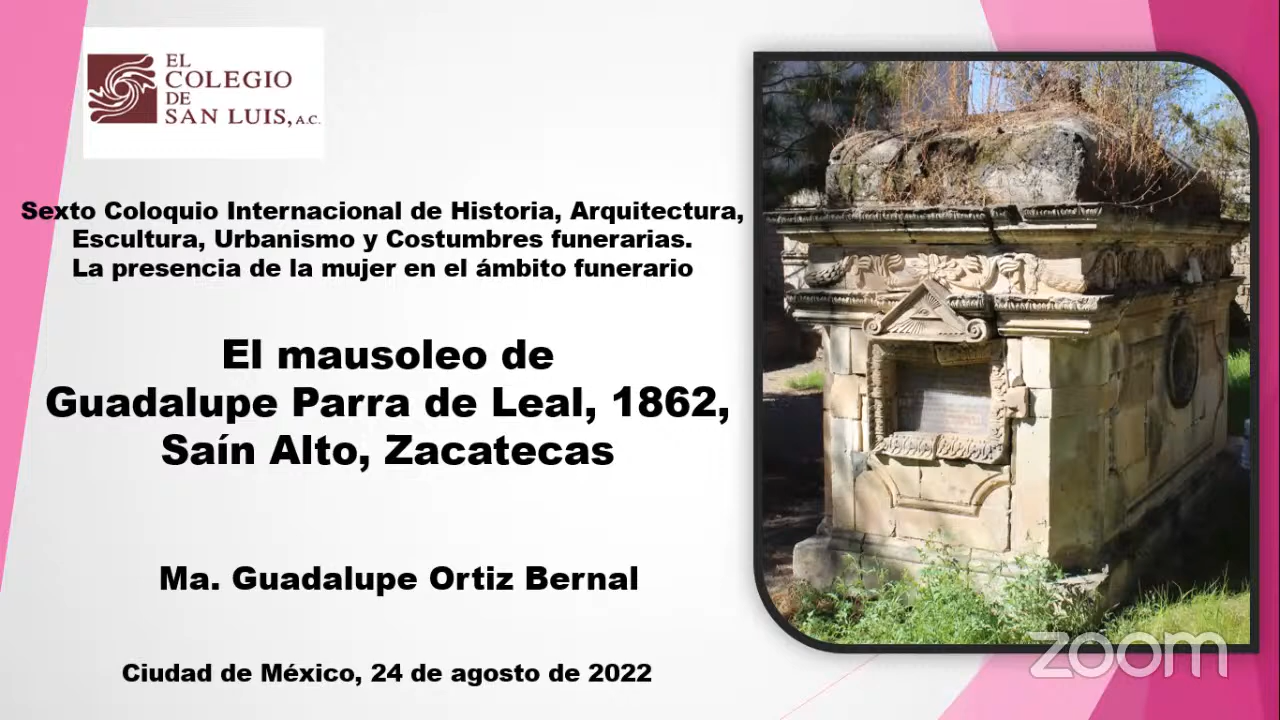 EL
COLEGIO
DE
SAN LUIS, A.C.
Sexto Coloquio Internacional de Historia, Arquitectura,
Escultura, Urbanismo y Costumbres funerarias.
La presencia de la mujer en el ámbito funerario
El mausoleo de
Guadalupe Parra de Leal, 1862,
Saín Alto, Zacatecas
Ma. Guadalupe Ortiz Bernal
Ciudad de México, 24 de agosto de 2022
zoom